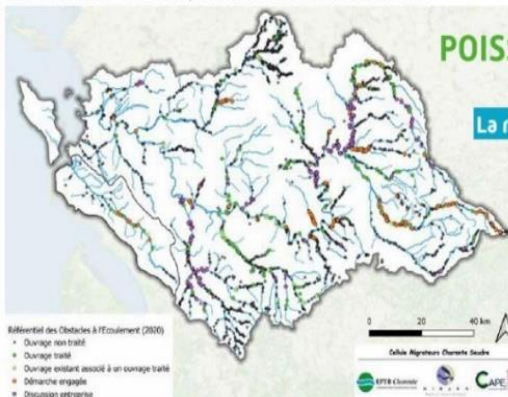 POIS
La
Référentiel des Obstacles à l'Ecoulement (2020)
Ouvrage non traité
Ouvrage traité
Ouvrage existant associé à un ouvrage traité
Démarche engagée
Discussion entreprise
0 20 40 km
Cellule Migrateurs Charente Seudre
EPTB Charente
MIGADO
CAPE